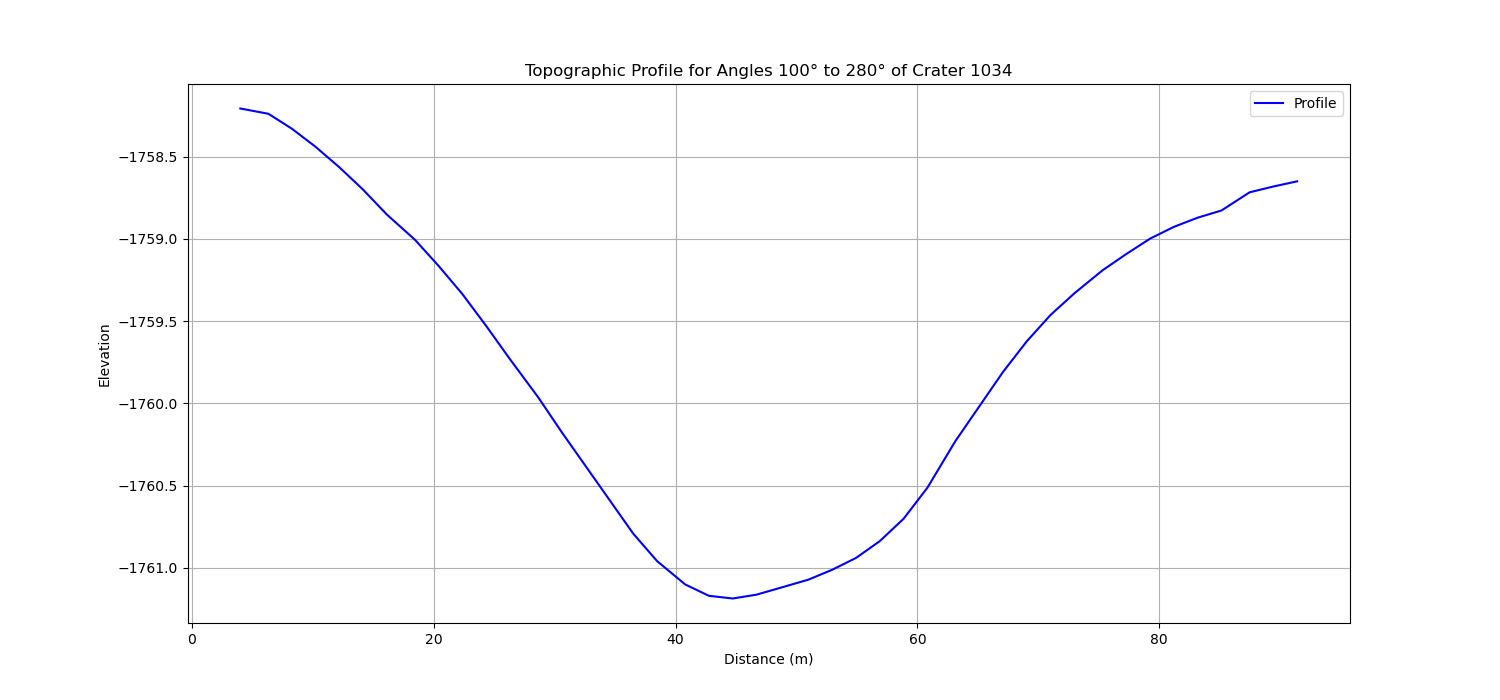 Topographic Profile for Angles 100° to 280° of Crater 1034
Profile
−1758.5
−1759.0
−1759.5
−1760.0
−1760.5
−1761.0
Elevation
0 20 40 60 80
Distance (m)